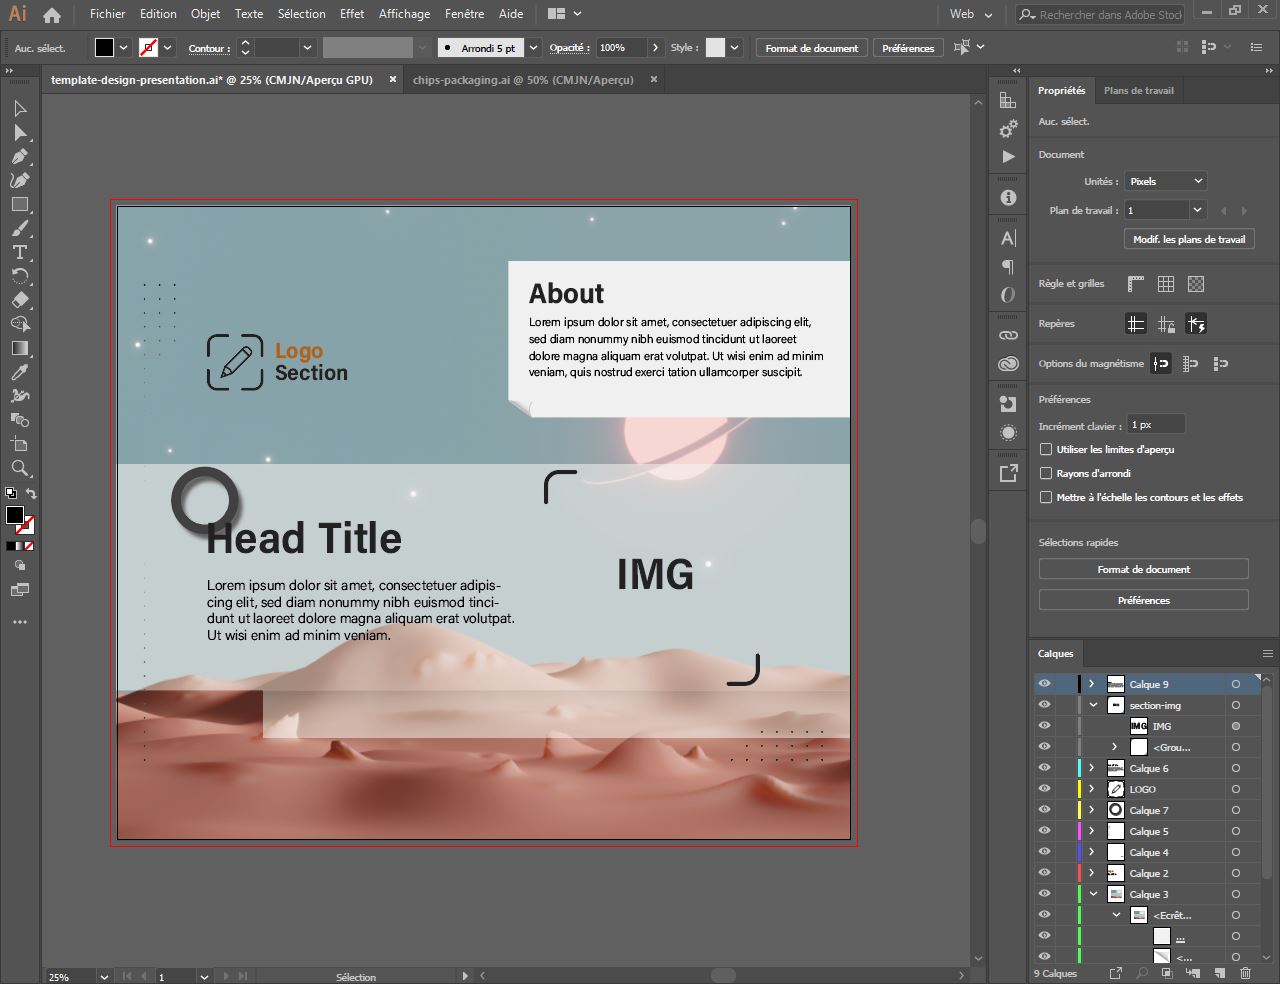 Ai Fichier Edition Objet Texte Sélection Effet Affichage Fenêtre Aide Web Rechercher dans Adobe Stock
Auc. sélect. Contour : Arrondi 5 pt Opacité : 100% Style : Format de document Préférences
template-design-presentation.ai* @ 25% (CMJN/Aperçu GPU) chips-packaging.ai @ 50% (CMJN/Aperçu)
Propriétés Plans de travail
Auc. sélect.
Document
Unités : Pixels
Plan de travail : 1
Modif. les plans de travail
Règle et grilles
Repères
Options du magnétisme
Préférences
Incrément clavier : 1 px
Utiliser les limites d'aperçu
Rayons d'arrondi
Mettre à l'échelle les contours et les effets
Sélections rapides
Format de document
Préférences
Calques
Calque 9
section-img
IMG
<Grou...
Calque 6
LOGO
Calque 7
Calque 5
Calque 4
Calque 2
Calque 3
<Ecrêt...
...
<...
9 Calques
About
Lorem ipsum dolor sit amet, consectetuer adipiscing elit,
sed diam nonummy nibh euismod tincidunt ut laoreet
dolore magna aliquam erat volutpat. Ut wisi enim ad minim
veniam, quis nostrud exerci tation ullamcorper suscipit.
Logo
Section
Head Title
Lorem ipsum dolor sit amet, consectetuer adipis-
cing elit, sed diam nonummy nibh euismod tinci-
dunt ut laoreet dolore magna aliquam erat volutpat.
Ut wisi enim ad minim veniam.
IMG
25% 1 Sélection